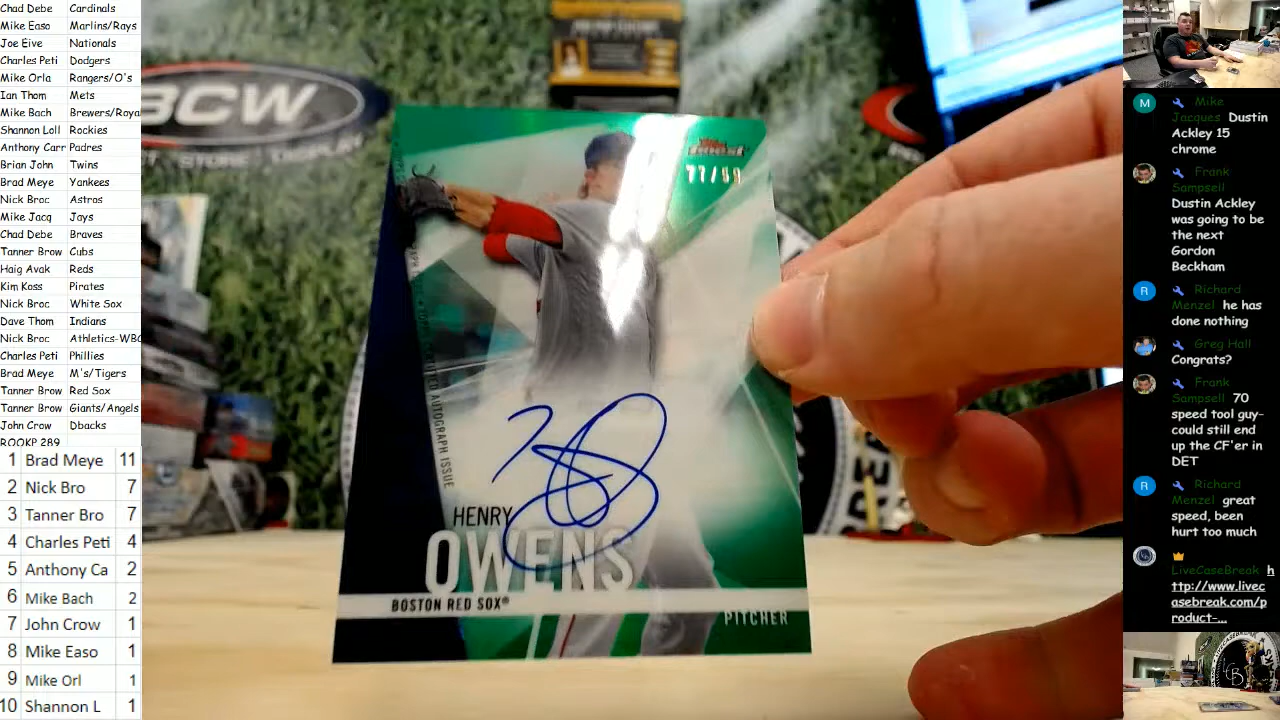 Chad Debe Cardinals
Mike Easo Marlins/Rays
Joe Eive Nationals
Charles Peti Dodgers
Mike Orla Rangers/O's
Ian Thom Mets
Mike Bach Brewers/Roya
Shannon Loll Rockies
Anthony Carr Padres
Brian John Twins
Brad Meye Yankees
Nick Broc Astros
Mike Jacq Jays
Chad Debe Braves
Tanner Brow Cubs
Haig Avak Reds
Kim Koss Pirates
Nick Broc White Sox
Dave Thom Indians
Nick Broc Athletics-WBC
Charles Peti Phillies
Brad Meye M's/Tigers
Tanner Brow Red Sox
Tanner Brow Giants/Angels
John Crow Dbacks
ROOKP 289
1 Brad Meye 11
2 Nick Bro 7
3 Tanner Bro 7
4 Charles Peti 4
5 Anthony Ca 2
6 Mike Bach 2
7 John Crow 1
8 Mike Easo 1
9 Mike Orl 1
10 Shannon L 1
BCW
finest
AUTOGRAPH ISSUE
HENRY
OWENS
BOSTON RED SOX®
PITCHER
M Mike
Jacques Dustin
Ackley 15
chrome
Frank
Sampsell
Dustin Ackley
was going to be
the next
Gordon
Beckham
R Richard
Menzel he has
done nothing
Greg Hall
Congrats?
Frank
Sampsell 70
speed tool guy-
could still end
up the CF'er in
DET
R Richard
Menzel great
speed, been
hurt too much
LiveCaseBreak h
ttp://www.livec
asebreak.com/p
roduct-...